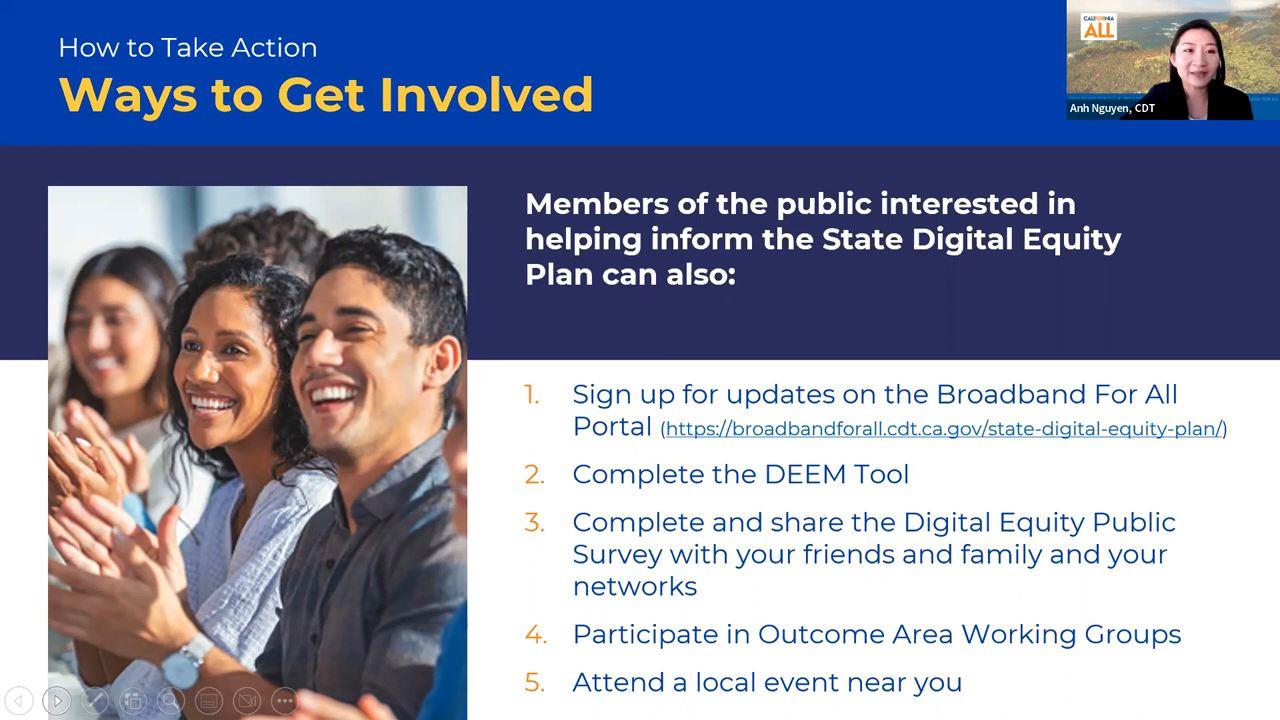 How to Take Action
Ways to Get Involved
CALIFORNIA
ALL
Anh Nguyen, CDT
Members of the public interested in
helping inform the State Digital Equity
Plan can also:
1. Sign up for updates on the Broadband For All
Portal (https://broadbandforall.cdt.ca.gov/state-digital-equity-plan/)
2. Complete the DEEM Tool
3. Complete and share the Digital Equity Public
Survey with your friends and family and your
networks
4. Participate in Outcome Area Working Groups
5. Attend a local event near you